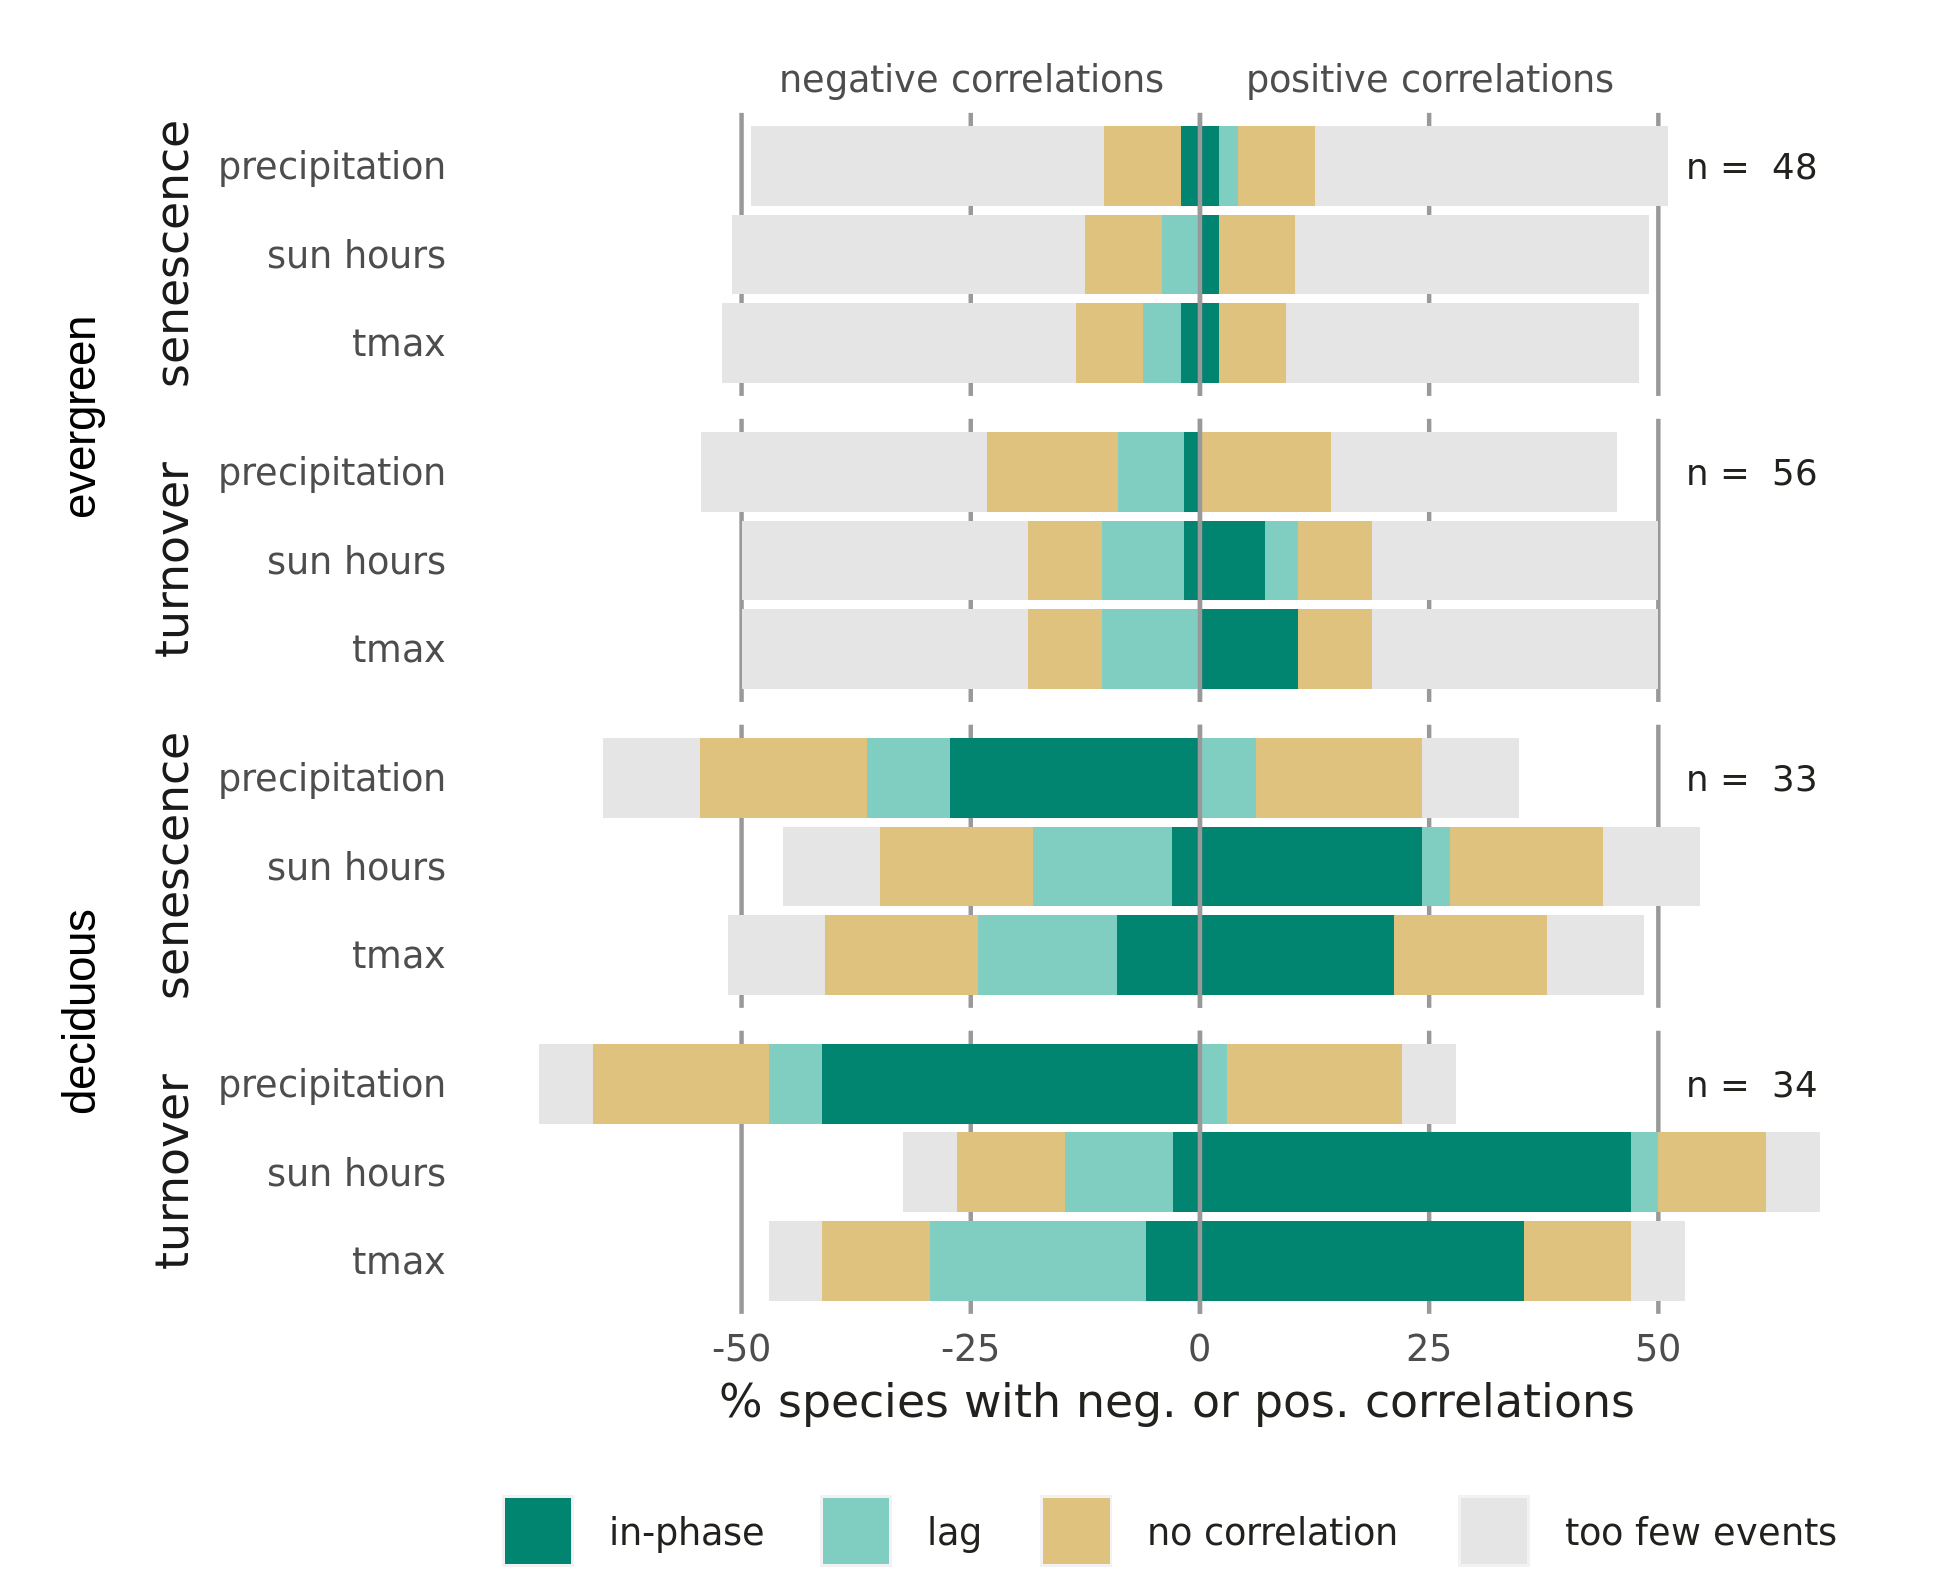 negative correlations positive correlations
evergreen
senescence
precipitation n = 48
sun hours
tmax
turnover
precipitation n = 56
sun hours
tmax
deciduous
senescence
precipitation n = 33
sun hours
tmax
turnover
precipitation n = 34
sun hours
tmax
-50 -25 0 25 50
% species with neg. or pos. correlations
in-phase lag no correlation too few events